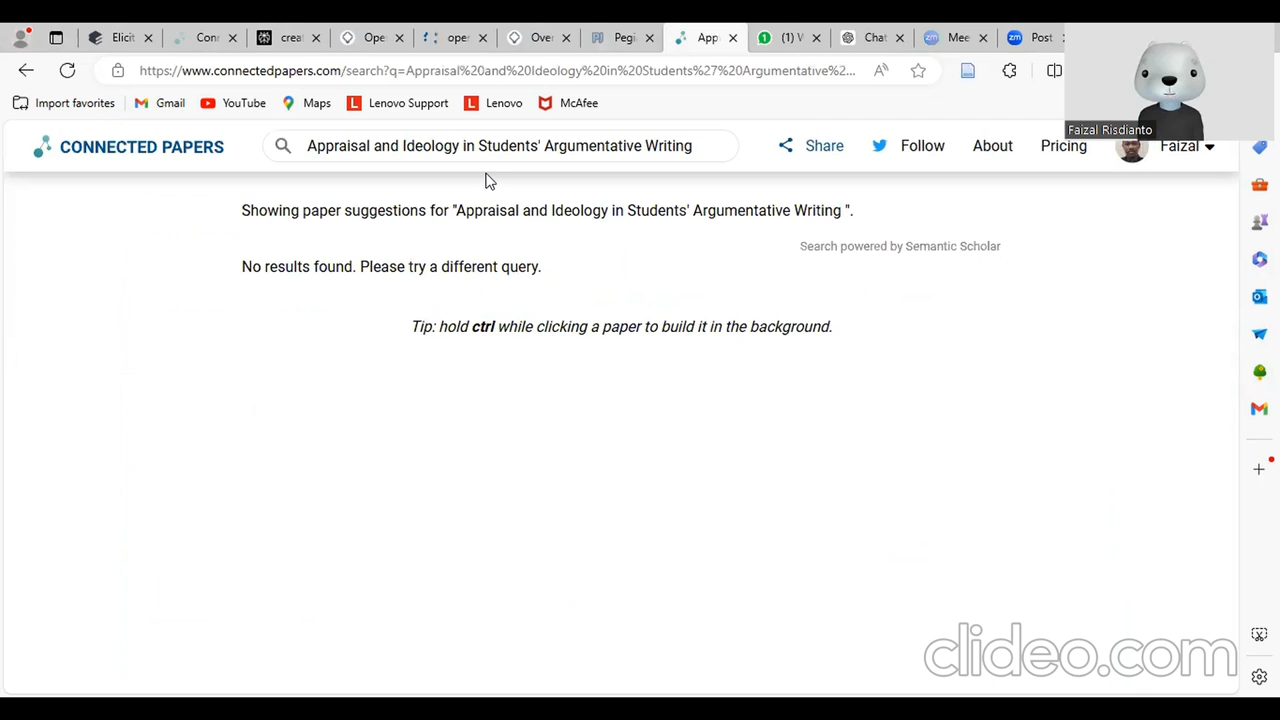 Elicit
Conn
creat
Ope
oper
Over
Pegi
App
(1) W
Chat
Mee
Post
https://www.connectedpapers.com/search?q=Appraisal%20and%20Ideology%20in%20Students%27%20Argumentative%2...
Import favorites
Gmail
YouTube
Maps
Lenovo Support
Lenovo
McAfee
Faizal Risdianto
CONNECTED PAPERS
Appraisal and Ideology in Students' Argumentative Writing
Share
Follow
About
Pricing
Faizal
Showing paper suggestions for "Appraisal and Ideology in Students' Argumentative Writing ".
Search powered by Semantic Scholar
No results found. Please try a different query.
Tip: hold ctrl while clicking a paper to build it in the background.
clideo.com